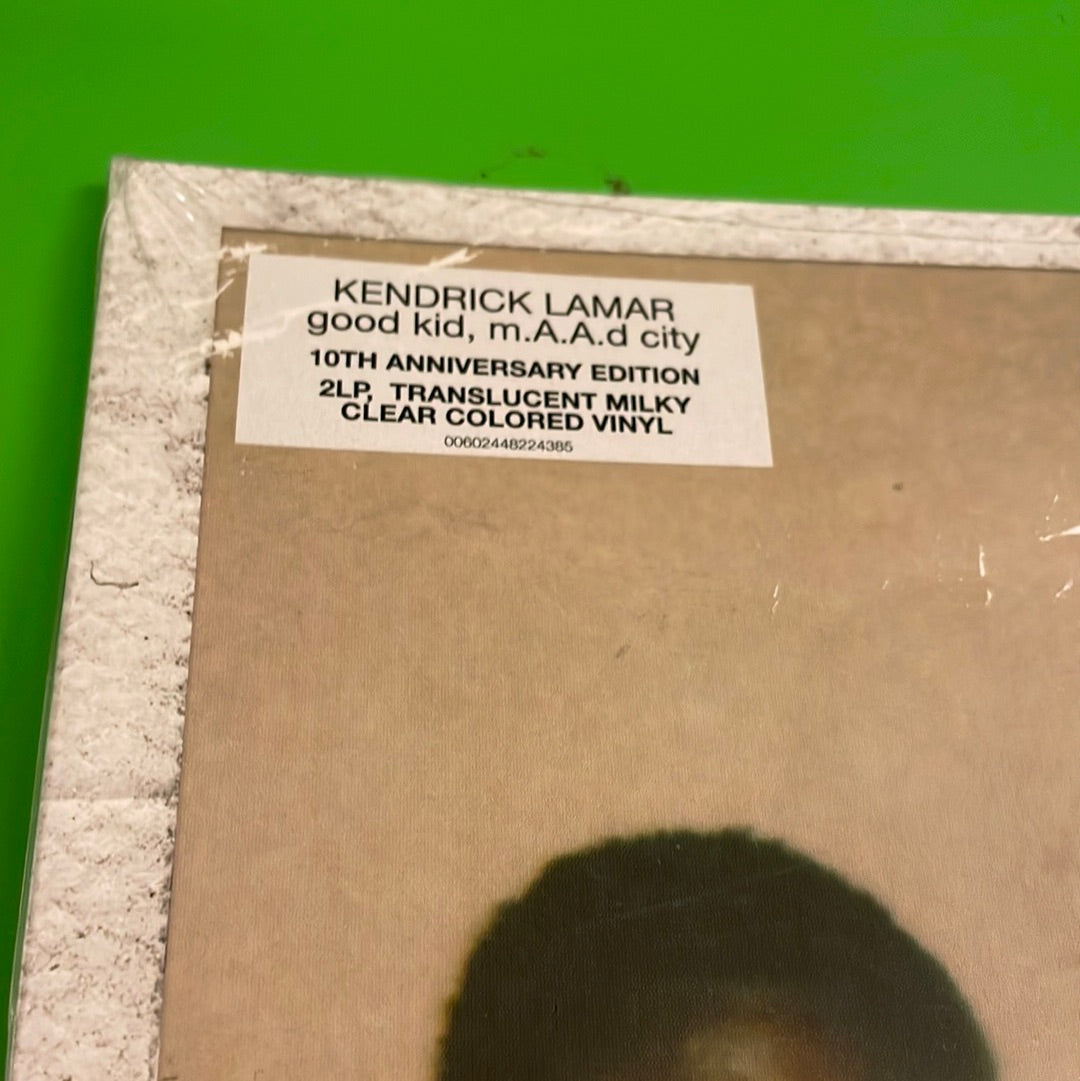 KENDRICK LAMAR
good kid, m.A.A.d city
10TH ANNIVERSARY EDITION
2LP, TRANSLUCENT MILKY
CLEAR COLORED VINYL
00602448224385